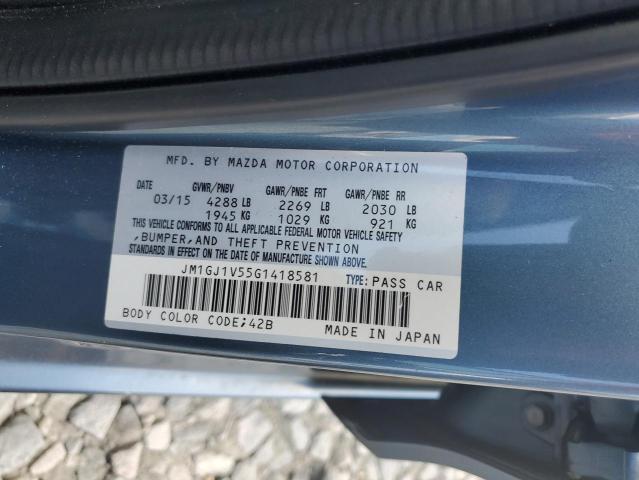 MFD. BY MAZDA MOTOR CORPORATION
DATE GVWR/PNBV GAWR/PNBE FRT GAWR/PNBE RR
03/15 4288 LB 2269 LB 2030 LB
1945 KG 1029 KG 921 KG
THIS VEHICLE CONFORMS TO ALL APPLICABLE FEDERAL MOTOR VEHICLE SAFETY
,BUMPER,AND THEFT PREVENTION
STANDARDS IN EFFECT ON THE DATE OF MANUFACTURE SHOWN ABOVE.
JM1GJ1V55G1418581 TYPE: PASS CAR
BODY COLOR CODE;42B MADE IN JAPAN